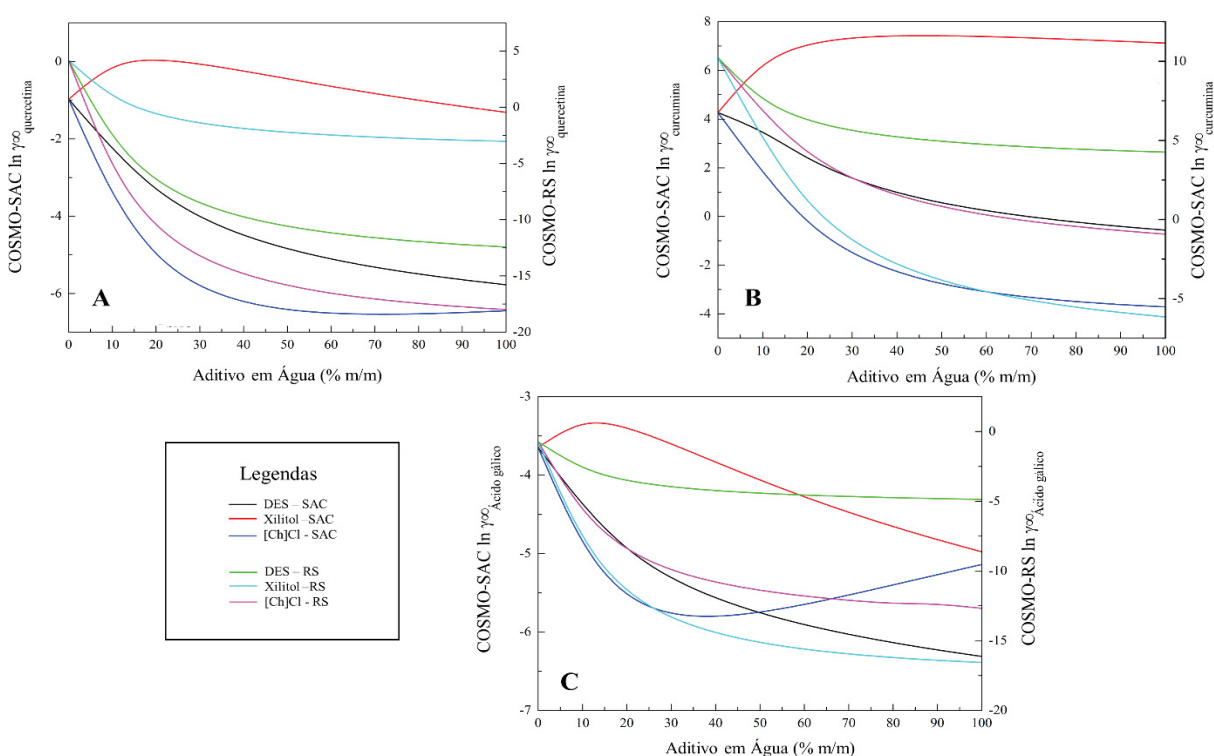 COSMO-SAC ln γ∞ quercetina
0
-2
-4
-6
5
0
-5
-10
-15
-20
COSMO-RS ln γ∞ quercetina
A
0 10 20 30 40 50 60 70 80 90 100
Aditivo em Água (% m/m)
COSMO-SAC ln γ∞ curcumina
8
6
4
2
0
-2
-4
10
5
0
-5
COSMO-SAC ln γ∞ curcumina
B
0 10 20 30 40 50 60 70 80 90 100
Aditivo em Água (% m/m)
Legendas
DES – SAC
Xilitol –SAC
[Ch]Cl - SAC
DES – RS
Xilitol –RS
[Ch]Cl - RS
COSMO-SAC ln γ∞ Ácido gálico
-3
-4
-5
-6
-7
0
-5
-10
-15
-20
COSMO-RS ln γ∞ Ácido gálico
C
0 10 20 30 40 50 60 70 80 90 100
Aditivo em Água (% m/m)